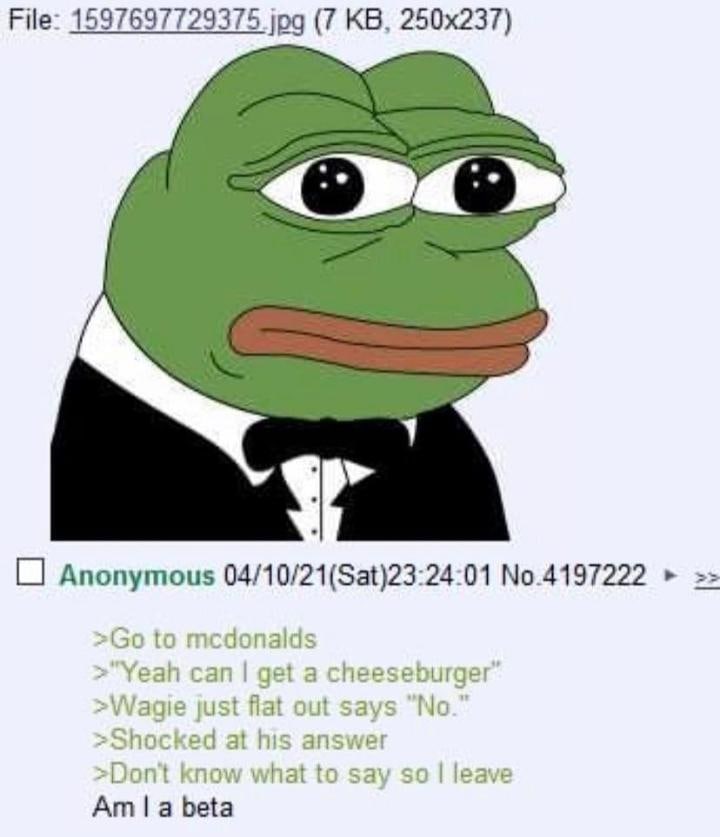 File: 1597697729375.jpg (7 KB, 250x237)
Anonymous 04/10/21(Sat)23:24:01 No.4197222 ▶ >>
>Go to mcdonalds
>"Yeah can I get a cheeseburger"
>Wagie just flat out says "No."
>Shocked at his answer
>Don't know what to say so I leave
Am I a beta